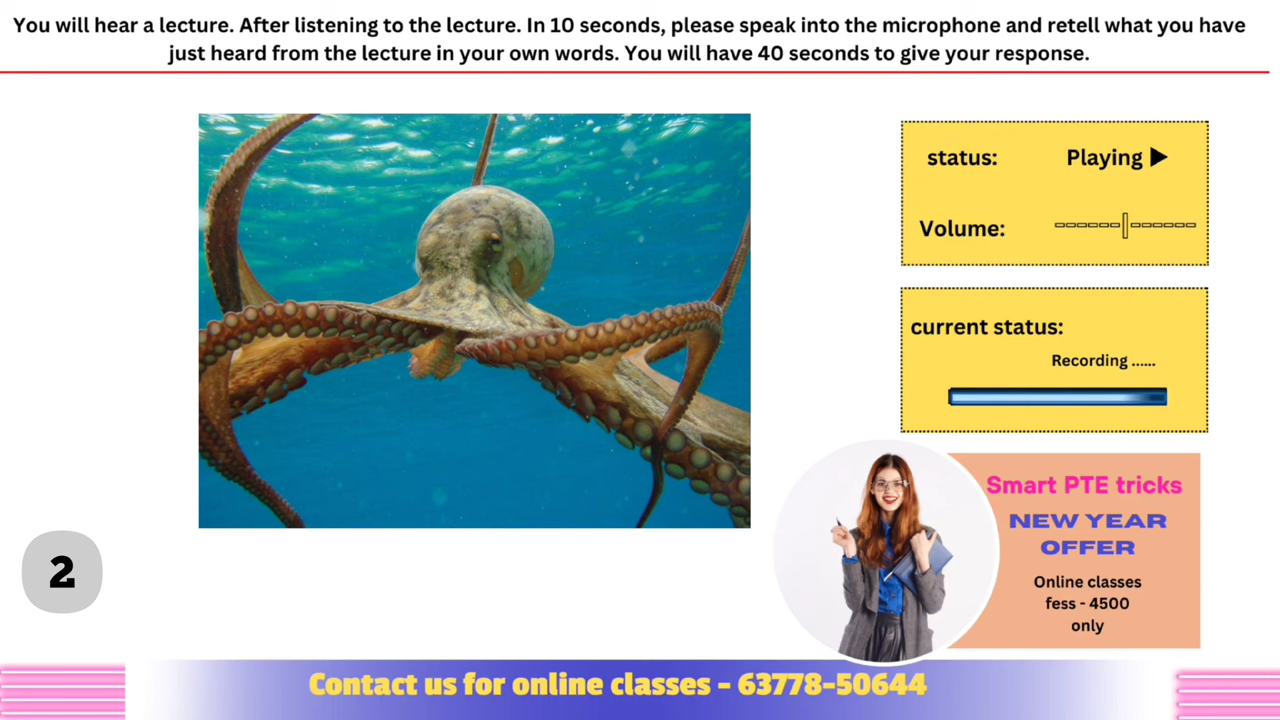 You will hear a lecture. After listening to the lecture. In 10 seconds, please speak into the microphone and retell what you have
just heard from the lecture in your own words. You will have 40 seconds to give your response.
status: Playing
Volume:
current status:
Recording ......
Smart PTE tricks
NEW YEAR
OFFER
Online classes
fess - 4500
only
2
Contact us for online classes - 63778-50644